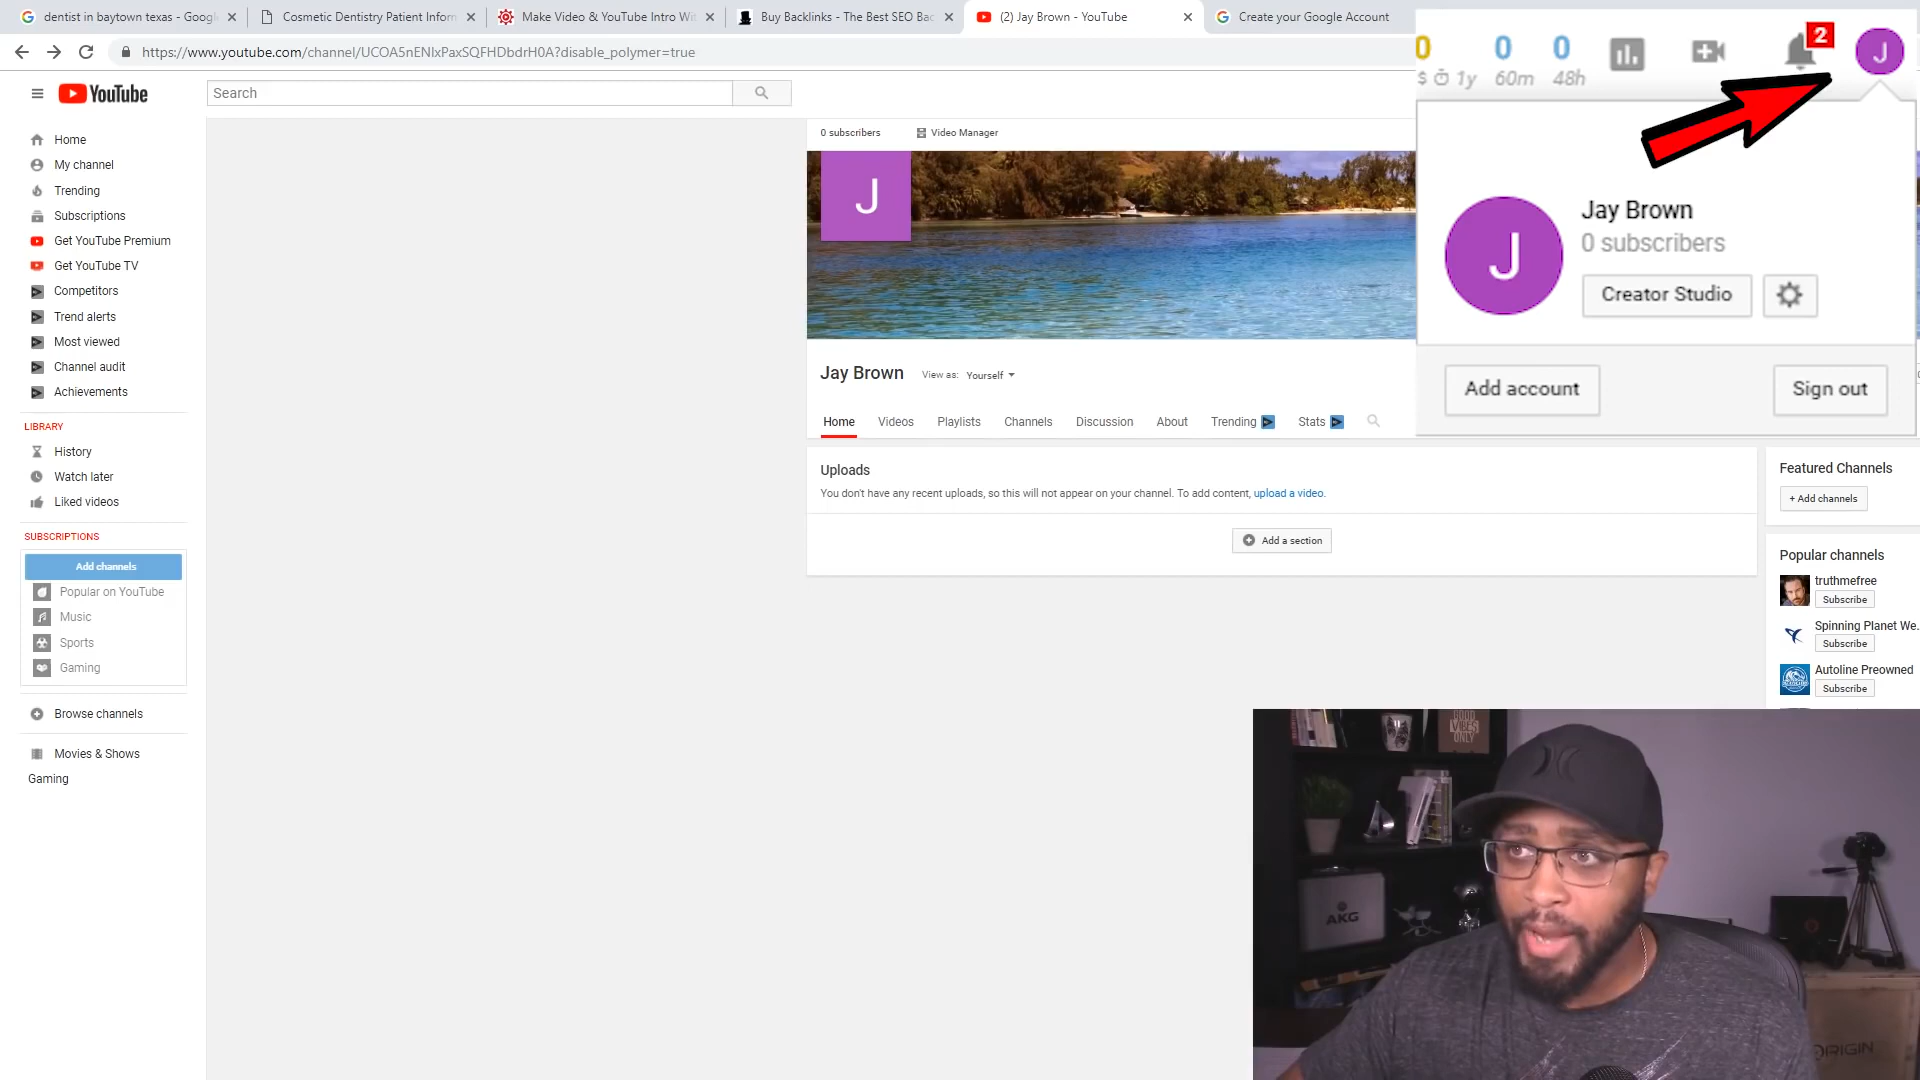 dentist in baytown texas - Googl
Cosmetic Dentistry Patient Inform
Make Video & YouTube Intro Wit
Buy Backlinks - The Best SEO Bac
(2) Jay Brown - YouTube
Create your Google Account
https://www.youtube.com/channel/UCOA5nENIxPaxSQFHDbdrH0A?disable_polymer=true
0 0 0 2 J
$ 1y 60m 48h
YouTube
Search
0 subscribers Video Manager
J
Home
My channel
Trending
Subscriptions
Get YouTube Premium
Get YouTube TV
Competitors
Trend alerts
Most viewed
Channel audit
Achievements
LIBRARY
History
Watch later
Liked videos
SUBSCRIPTIONS
Add channels
Popular on YouTube
Music
Sports
Gaming
Browse channels
Movies & Shows
Gaming
Jay Brown View as: Yourself
Home Videos Playlists Channels Discussion About Trending Stats
Uploads
You don't have any recent uploads, so this will not appear on your channel. To add content, upload a video.
Add a section
J
Jay Brown
0 subscribers
Creator Studio
Add account Sign out
Featured Channels
+ Add channels
Popular channels
truthmefree
Subscribe
Spinning Planet We..
Subscribe
Autoline Preowned
Subscribe
GOOD
VIBES
ONLY
AKG
ORIGIN